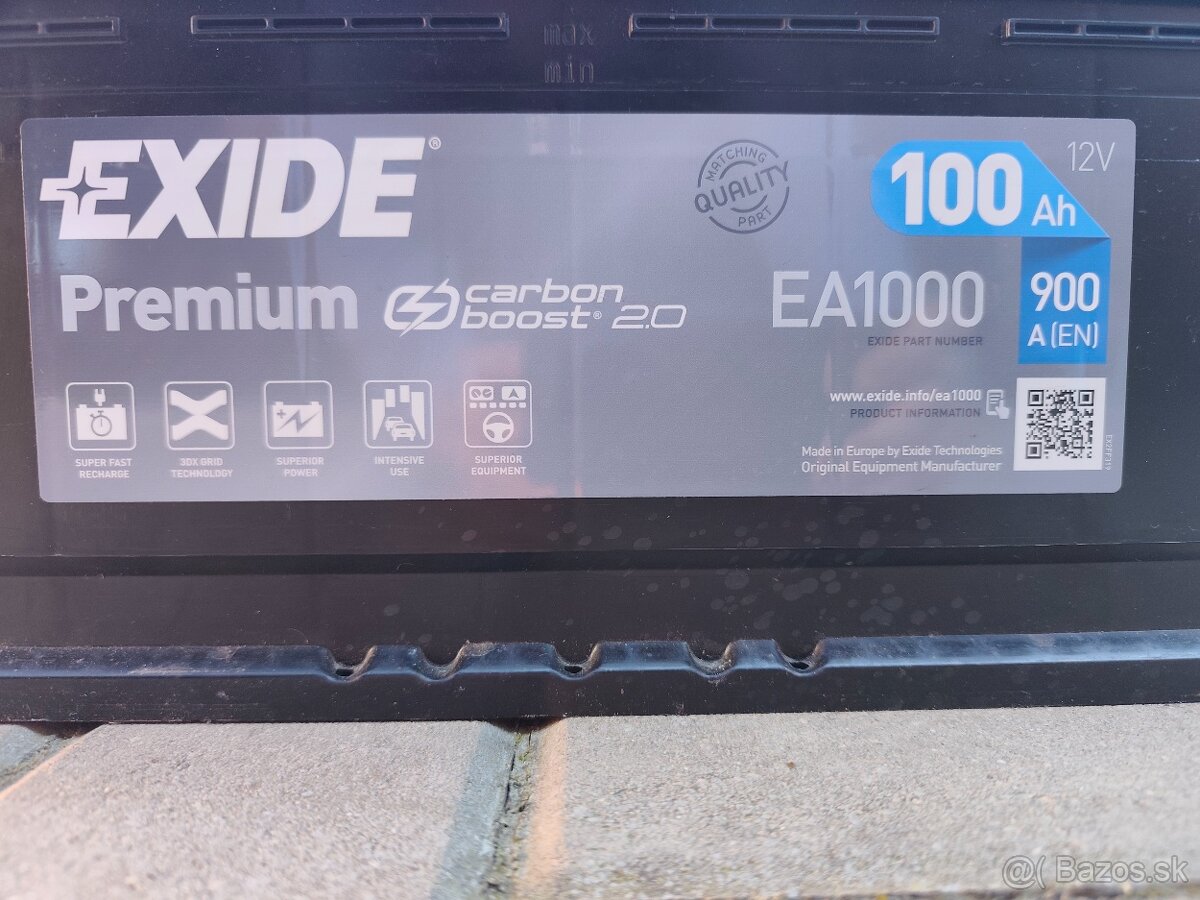 max
min
EXIDE®
MATCHING
QUALITY
PART
100 Ah
12V
Premium
carbon
boost® 2.0
EA1000
EXIDE PART NUMBER
900
A (EN)
www.exide.info/ea1000
PRODUCT INFORMATION
Made in Europe by Exide Technologies
Original Equipment Manufacturer
EX2FF319
SUPER FAST
RECHARGE
3DX GRID
TECHNOLOGY
SUPERIOR
POWER
INTENSIVE
USE
SUPERIOR
EQUIPMENT
@( Bazos.sk